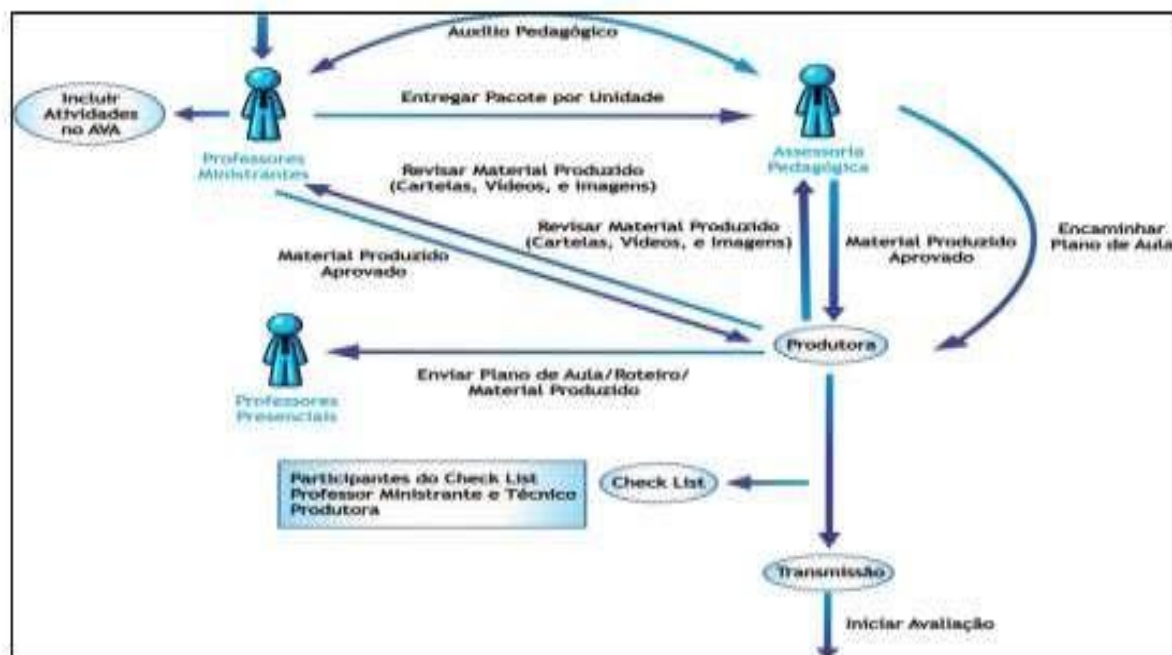 Auxílio Pedagógico
Incluir
Atividades
no AVA
Entregar Pacote por Unidade
Professores
Ministrantes
Assessoria
Pedagógica
Revisar Material Produzido
(Cartelas, Vídeos, e Imagens)
Revisar Material Produzido
(Cartelas, Vídeos, e Imagens)
Encaminhar
Plano de Aula
Material Produzido
Aprovado
Material Produzido
Aprovado
Produtora
Enviar Plano de Aula/Roteiro/
Material Produzido
Professores
Presenciais
Participantes do Check List
Professor Ministrante e Técnico
Produtora
Check List
Transmissão
Iniciar Avaliação